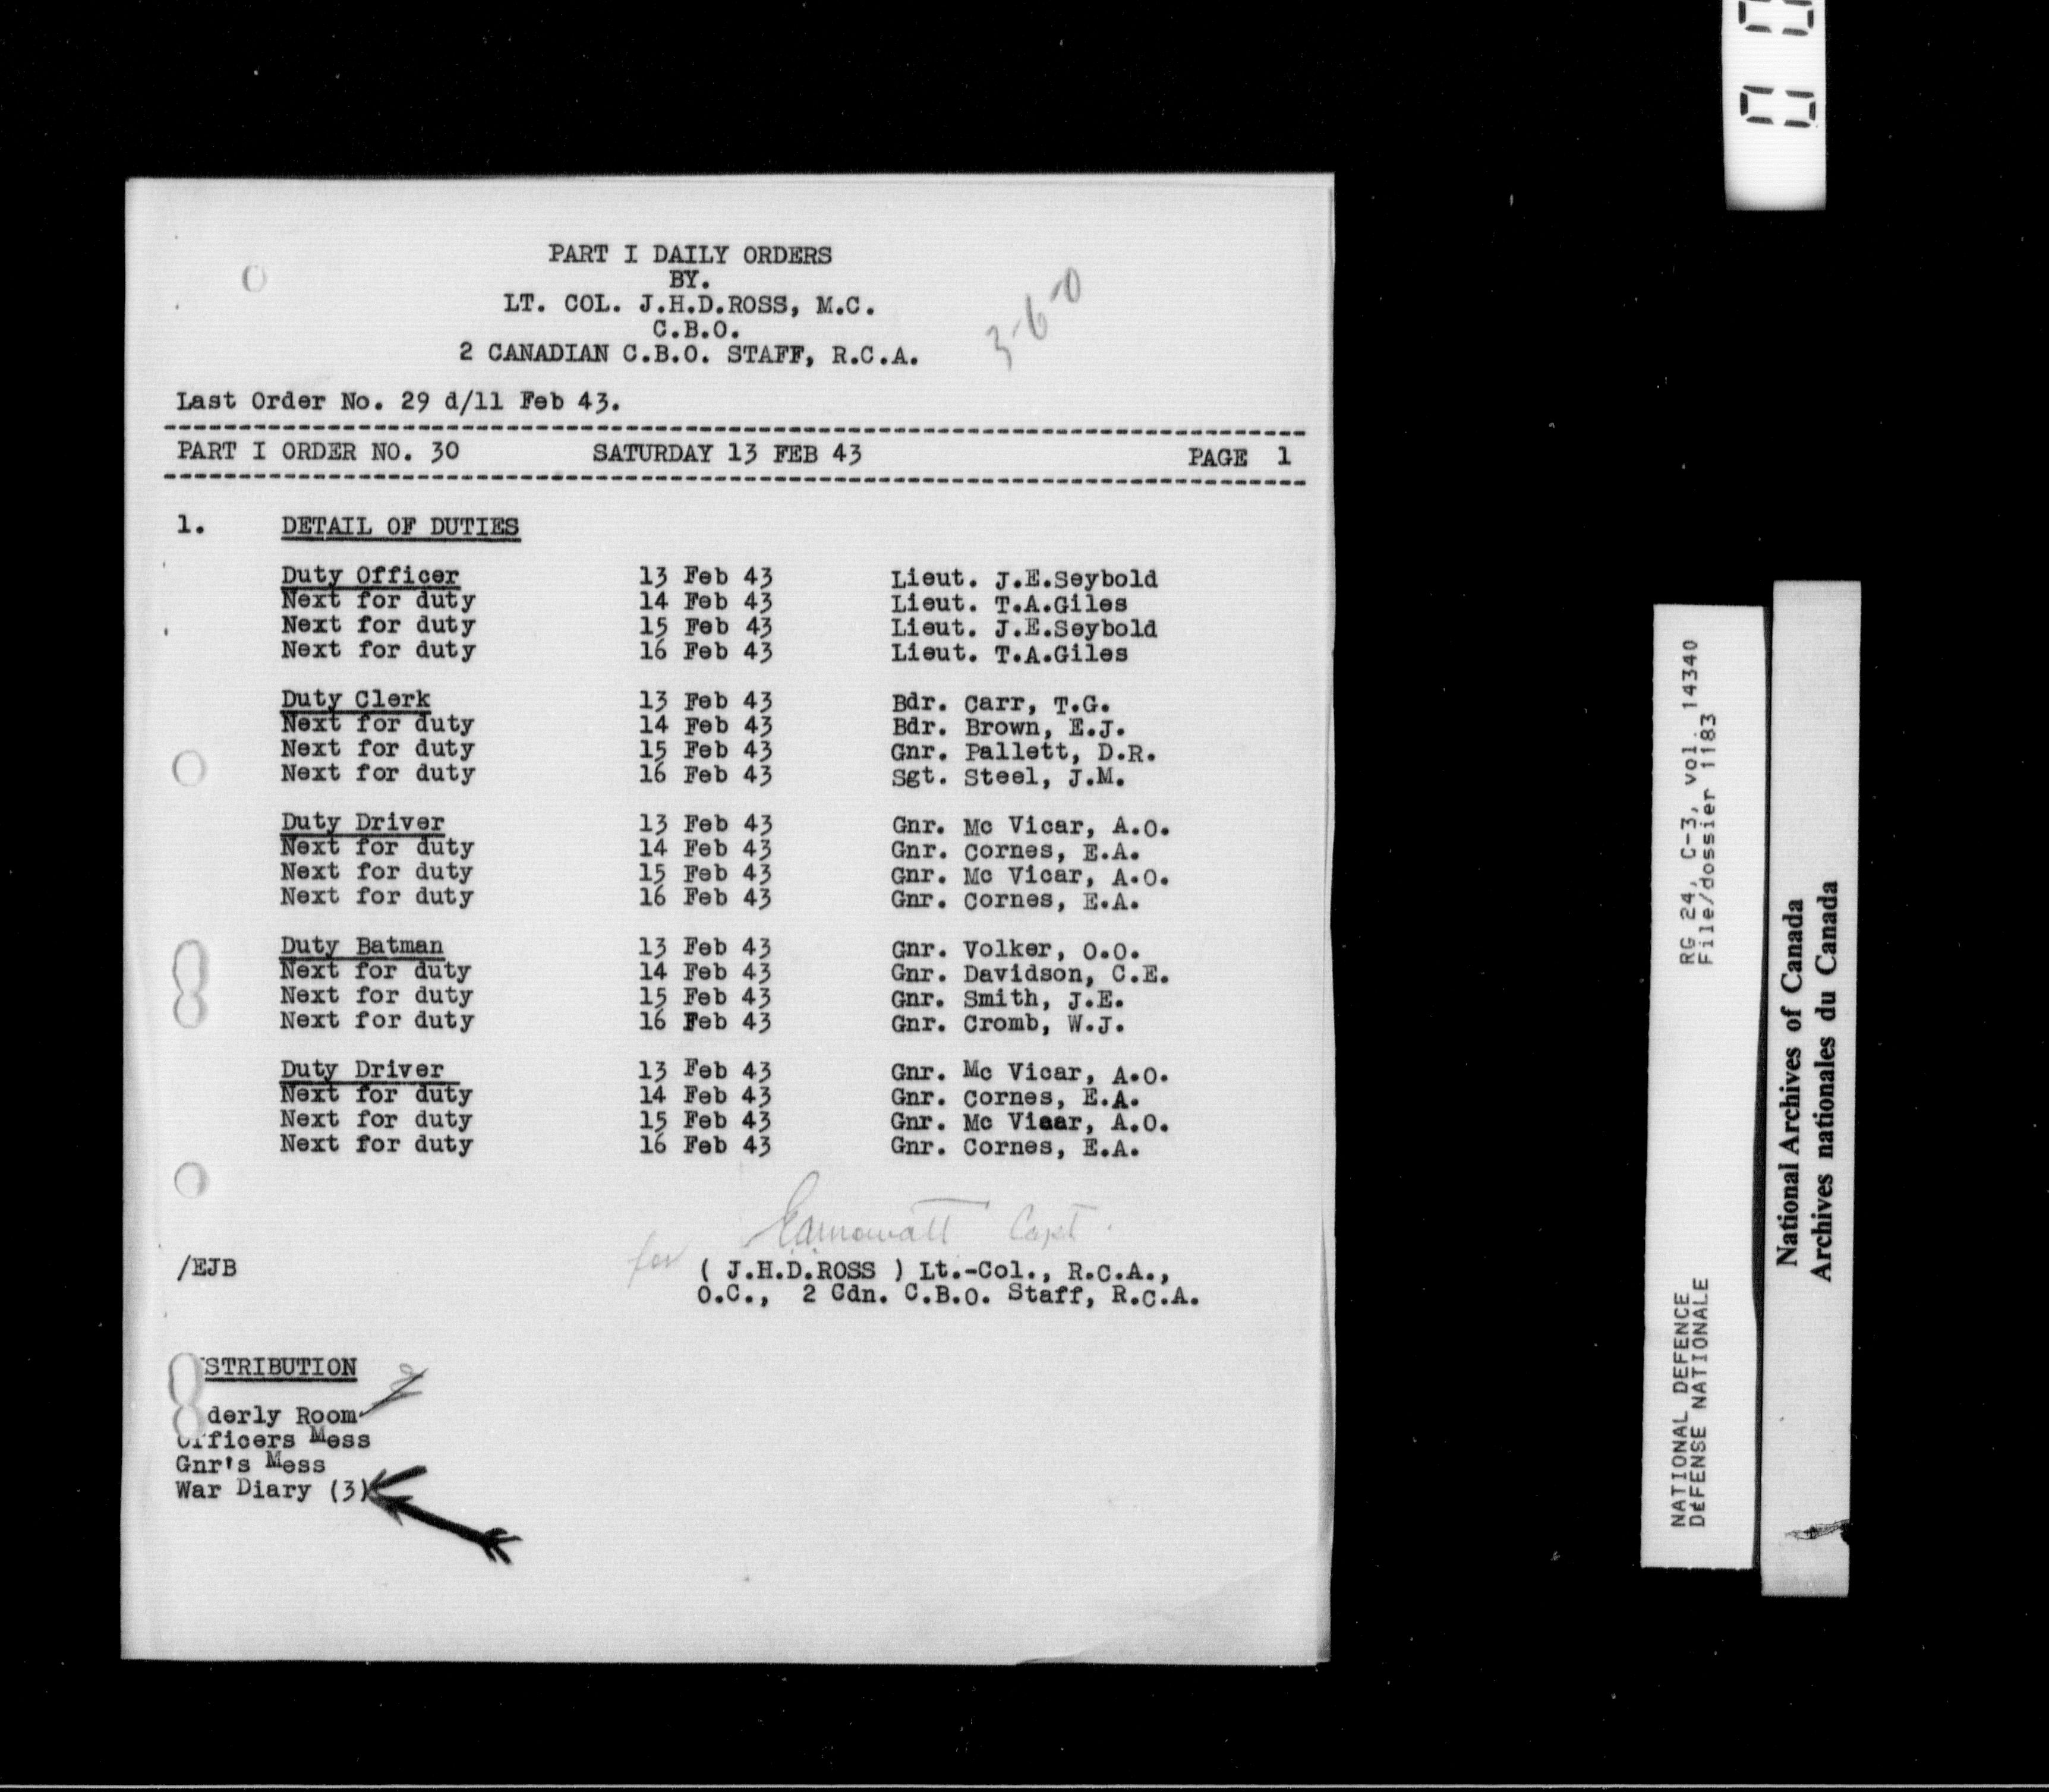 PART I DAILY ORDERS
BY.
LT. COL. J.H.D.ROSS, M.C.
C.B.O.
2 CANADIAN C.B.O. STAFF, R.C.A.
3-6-0
Last Order No. 29 d/11 Feb 43.
PART I ORDER NO. 30 SATURDAY 13 FEB 43 PAGE 1
1. DETAIL OF DUTIES
Duty Officer 13 Feb 43 Lieut. J.E.Seybold
Next for duty 14 Feb 43 Lieut. T.A.Giles
Next for duty 15 Feb 43 Lieut. J.E.Seybold
Next for duty 16 Feb 43 Lieut. T.A.Giles
Duty Clerk 13 Feb 43 Bdr. Carr, T.G.
Next for duty 14 Feb 43 Bdr. Brown, E.J.
Next for duty 15 Feb 43 Gnr. Pallett, D.R.
Next for duty 16 Feb 43 Sgt. Steel, J.M.
Duty Driver 13 Feb 43 Gnr. Mc Vicar, A.O.
Next for duty 14 Feb 43 Gnr. Cornes, E.A.
Next for duty 15 Feb 43 Gnr. Mc Vicar, A.O.
Next for duty 16 Feb 43 Gnr. Cornes, E.A.
Duty Batman 13 Feb 43 Gnr. Volker, O.O.
Next for duty 14 Feb 43 Gnr. Davidson, C.E.
Next for duty 15 Feb 43 Gnr. Smith, J.E.
Next for duty 16 Feb 43 Gnr. Cromb, W.J.
Duty Driver 13 Feb 43 Gnr. Mc Vicar, A.O.
Next for duty 14 Feb 43 Gnr. Cornes, E.A.
Next for duty 15 Feb 43 Gnr. Mc Viaar, A.O.
Next for duty 16 Feb 43 Gnr. Cornes, E.A.
Capt.
/EJB for ( J.H.D.ROSS ) Lt.-Col., R.C.A.,
O.C., 2 Cdn. C.B.O. Staff, R.C.A.
STRIBUTION
derly Room
Officers Mess
Gnr's Mess
War Diary (3)
RG 24, C-3, vol. 14340
File/dossier 1183
NATIONAL DEFENCE
DÉFENSE NATIONALE
National Archives of Canada
Archives nationales du Canada